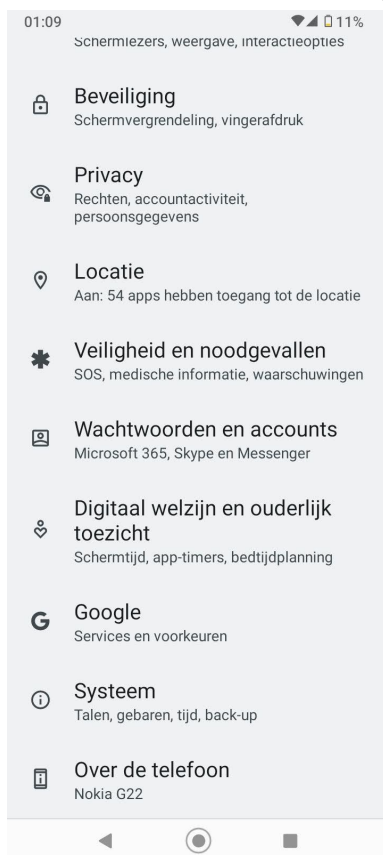 01:09 11%
Schermlezers, weergave, interactieopties
Beveiliging
Schermvergrendeling, vingerafdruk
Privacy
Rechten, accountactiviteit,
persoonsgegevens
Locatie
Aan: 54 apps hebben toegang tot de locatie
Veiligheid en noodgevallen
SOS, medische informatie, waarschuwingen
Wachtwoorden en accounts
Microsoft 365, Skype en Messenger
Digitaal welzijn en ouderlijk
toezicht
Schermtijd, app-timers, bedtijdplanning
Google
Services en voorkeuren
Systeem
Talen, gebaren, tijd, back-up
Over de telefoon
Nokia G22